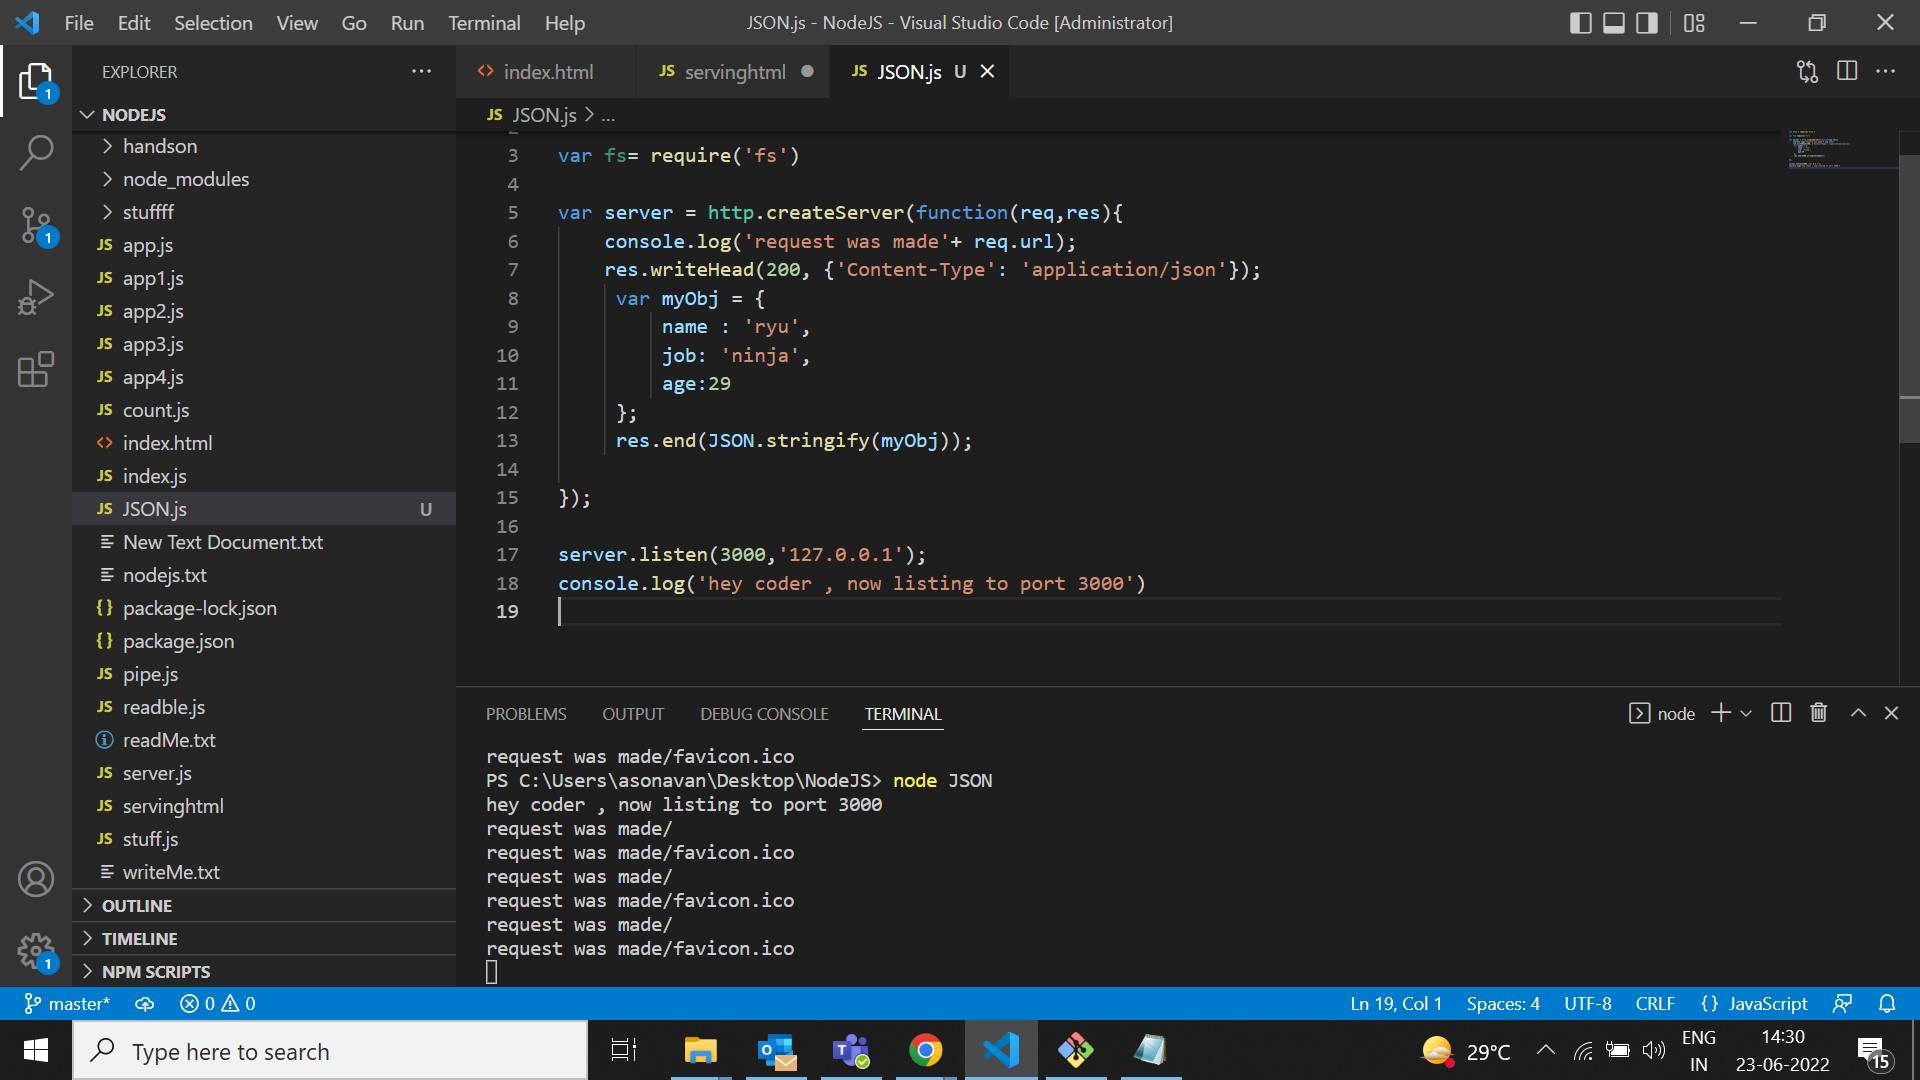 File Edit Selection View Go Run Terminal Help
JSON.js - NodeJS - Visual Studio Code [Administrator]
EXPLORER
index.html
JS servinghtml
JS JSON.js U
NODEJS
JS JSON.js > ...
handson
node_modules
stuffff
JS app.js
JS app1.js
JS app2.js
JS app3.js
JS app4.js
JS count.js
index.html
JS index.js
JS JSON.js U
New Text Document.txt
nodejs.txt
{} package-lock.json
{} package.json
JS pipe.js
JS readble.js
readMe.txt
JS server.js
JS servinghtml
JS stuff.js
writeMe.txt
OUTLINE
TIMELINE
NPM SCRIPTS
3 var fs= require('fs')
4
5 var server = http.createServer(function(req,res){
6 console.log('request was made'+ req.url);
7 res.writeHead(200, {'Content-Type': 'application/json'});
8 var myObj = {
9 name : 'ryu',
10 job: 'ninja',
11 age:29
12 };
13 res.end(JSON.stringify(myObj));
14
15 });
16
17 server.listen(3000,'127.0.0.1');
18 console.log('hey coder , now listing to port 3000')
19
PROBLEMS OUTPUT DEBUG CONSOLE TERMINAL
node
request was made/favicon.ico
PS C:\Users\asonavan\Desktop\NodeJS> node JSON
hey coder , now listing to port 3000
request was made/
request was made/favicon.ico
request was made/
request was made/favicon.ico
request was made/
request was made/favicon.ico
1
1
1
master* 0 0
Ln 19, Col 1 Spaces: 4 UTF-8 CRLF {} JavaScript
Type here to search
29°C
ENG
IN
14:30
23-06-2022
15